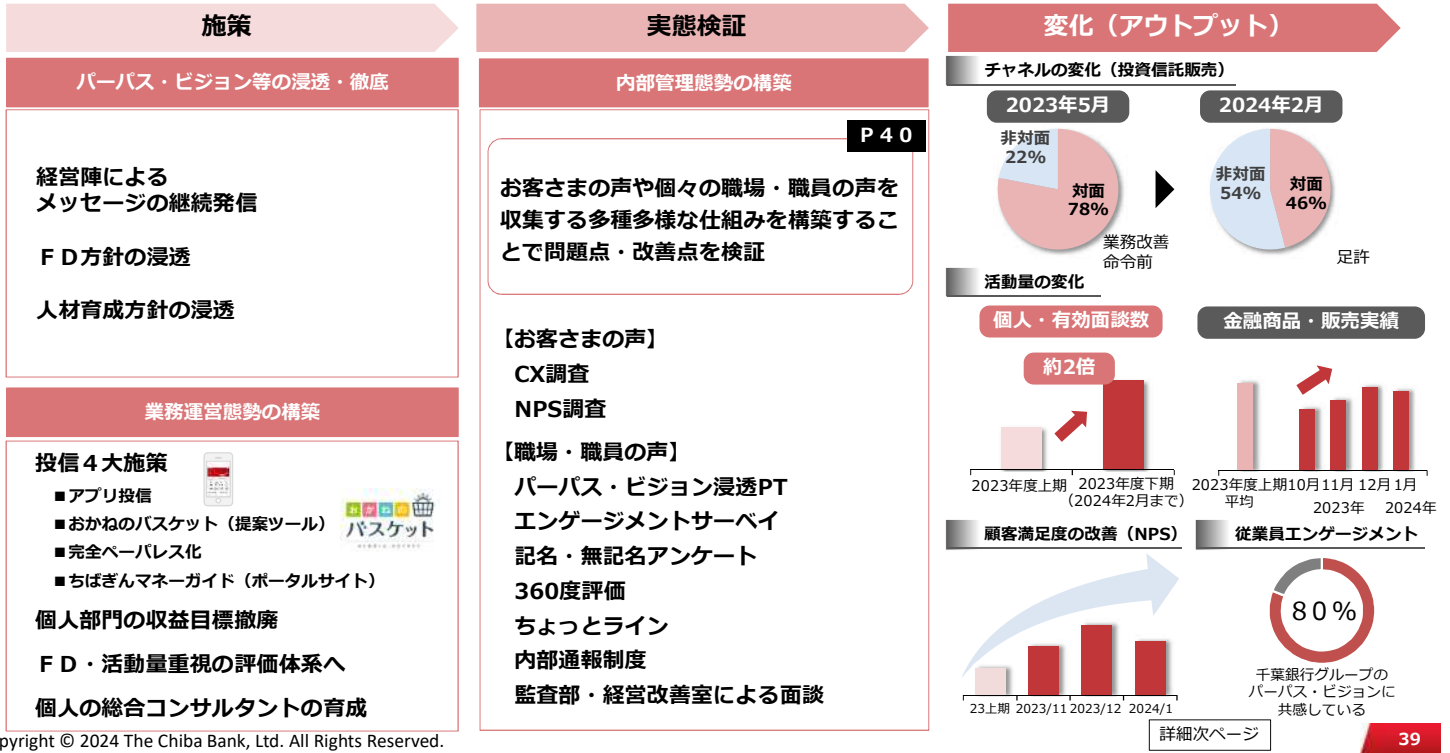 施策
パーパス・ビジョン等の浸透・徹底
経営陣による
メッセージの継続発信
ＦＤ方針の浸透
人材育成方針の浸透
業務運営態勢の構築
投信４大施策
■アプリ投信
■おかねのバスケット（提案ツール）
■完全ペーパレス化
■ちばぎんマネーガイド（ポータルサイト）
おかねの
バスケット
個人部門の収益目標撤廃
ＦＤ・活動量重視の評価体系へ
個人の総合コンサルタントの育成
実態検証
内部管理態勢の構築
Ｐ４０
お客さまの声や個々の職場・職員の声を
収集する多種多様な仕組みを構築するこ
とで問題点・改善点を検証
【お客さまの声】
CX調査
NPS調査
【職場・職員の声】
パーパス・ビジョン浸透PT
エンゲージメントサーベイ
記名・無記名アンケート
360度評価
ちょっとライン
内部通報制度
監査部・経営改善室による面談
変化（アウトプット）
チャネルの変化（投資信託販売）
2023年5月
2024年2月
非対面
22%
対面
78%
業務改善
命令前
非対面
54%
対面
46%
足許
活動量の変化
個人・有効面談数
金融商品・販売実績
約2倍
2023年度上期
2023年度下期
（2024年2月まで）
2023年度上期
平均
10月 11月 12月 1月
2023年 2024年
顧客満足度の改善（NPS）
従業員エンゲージメント
23上期 2023/11 2023/12 2024/1
８０％
千葉銀行グループの
パーパス・ビジョンに
共感している
詳細次ページ
pyright © 2024 The Chiba Bank, Ltd. All Rights Reserved.
39